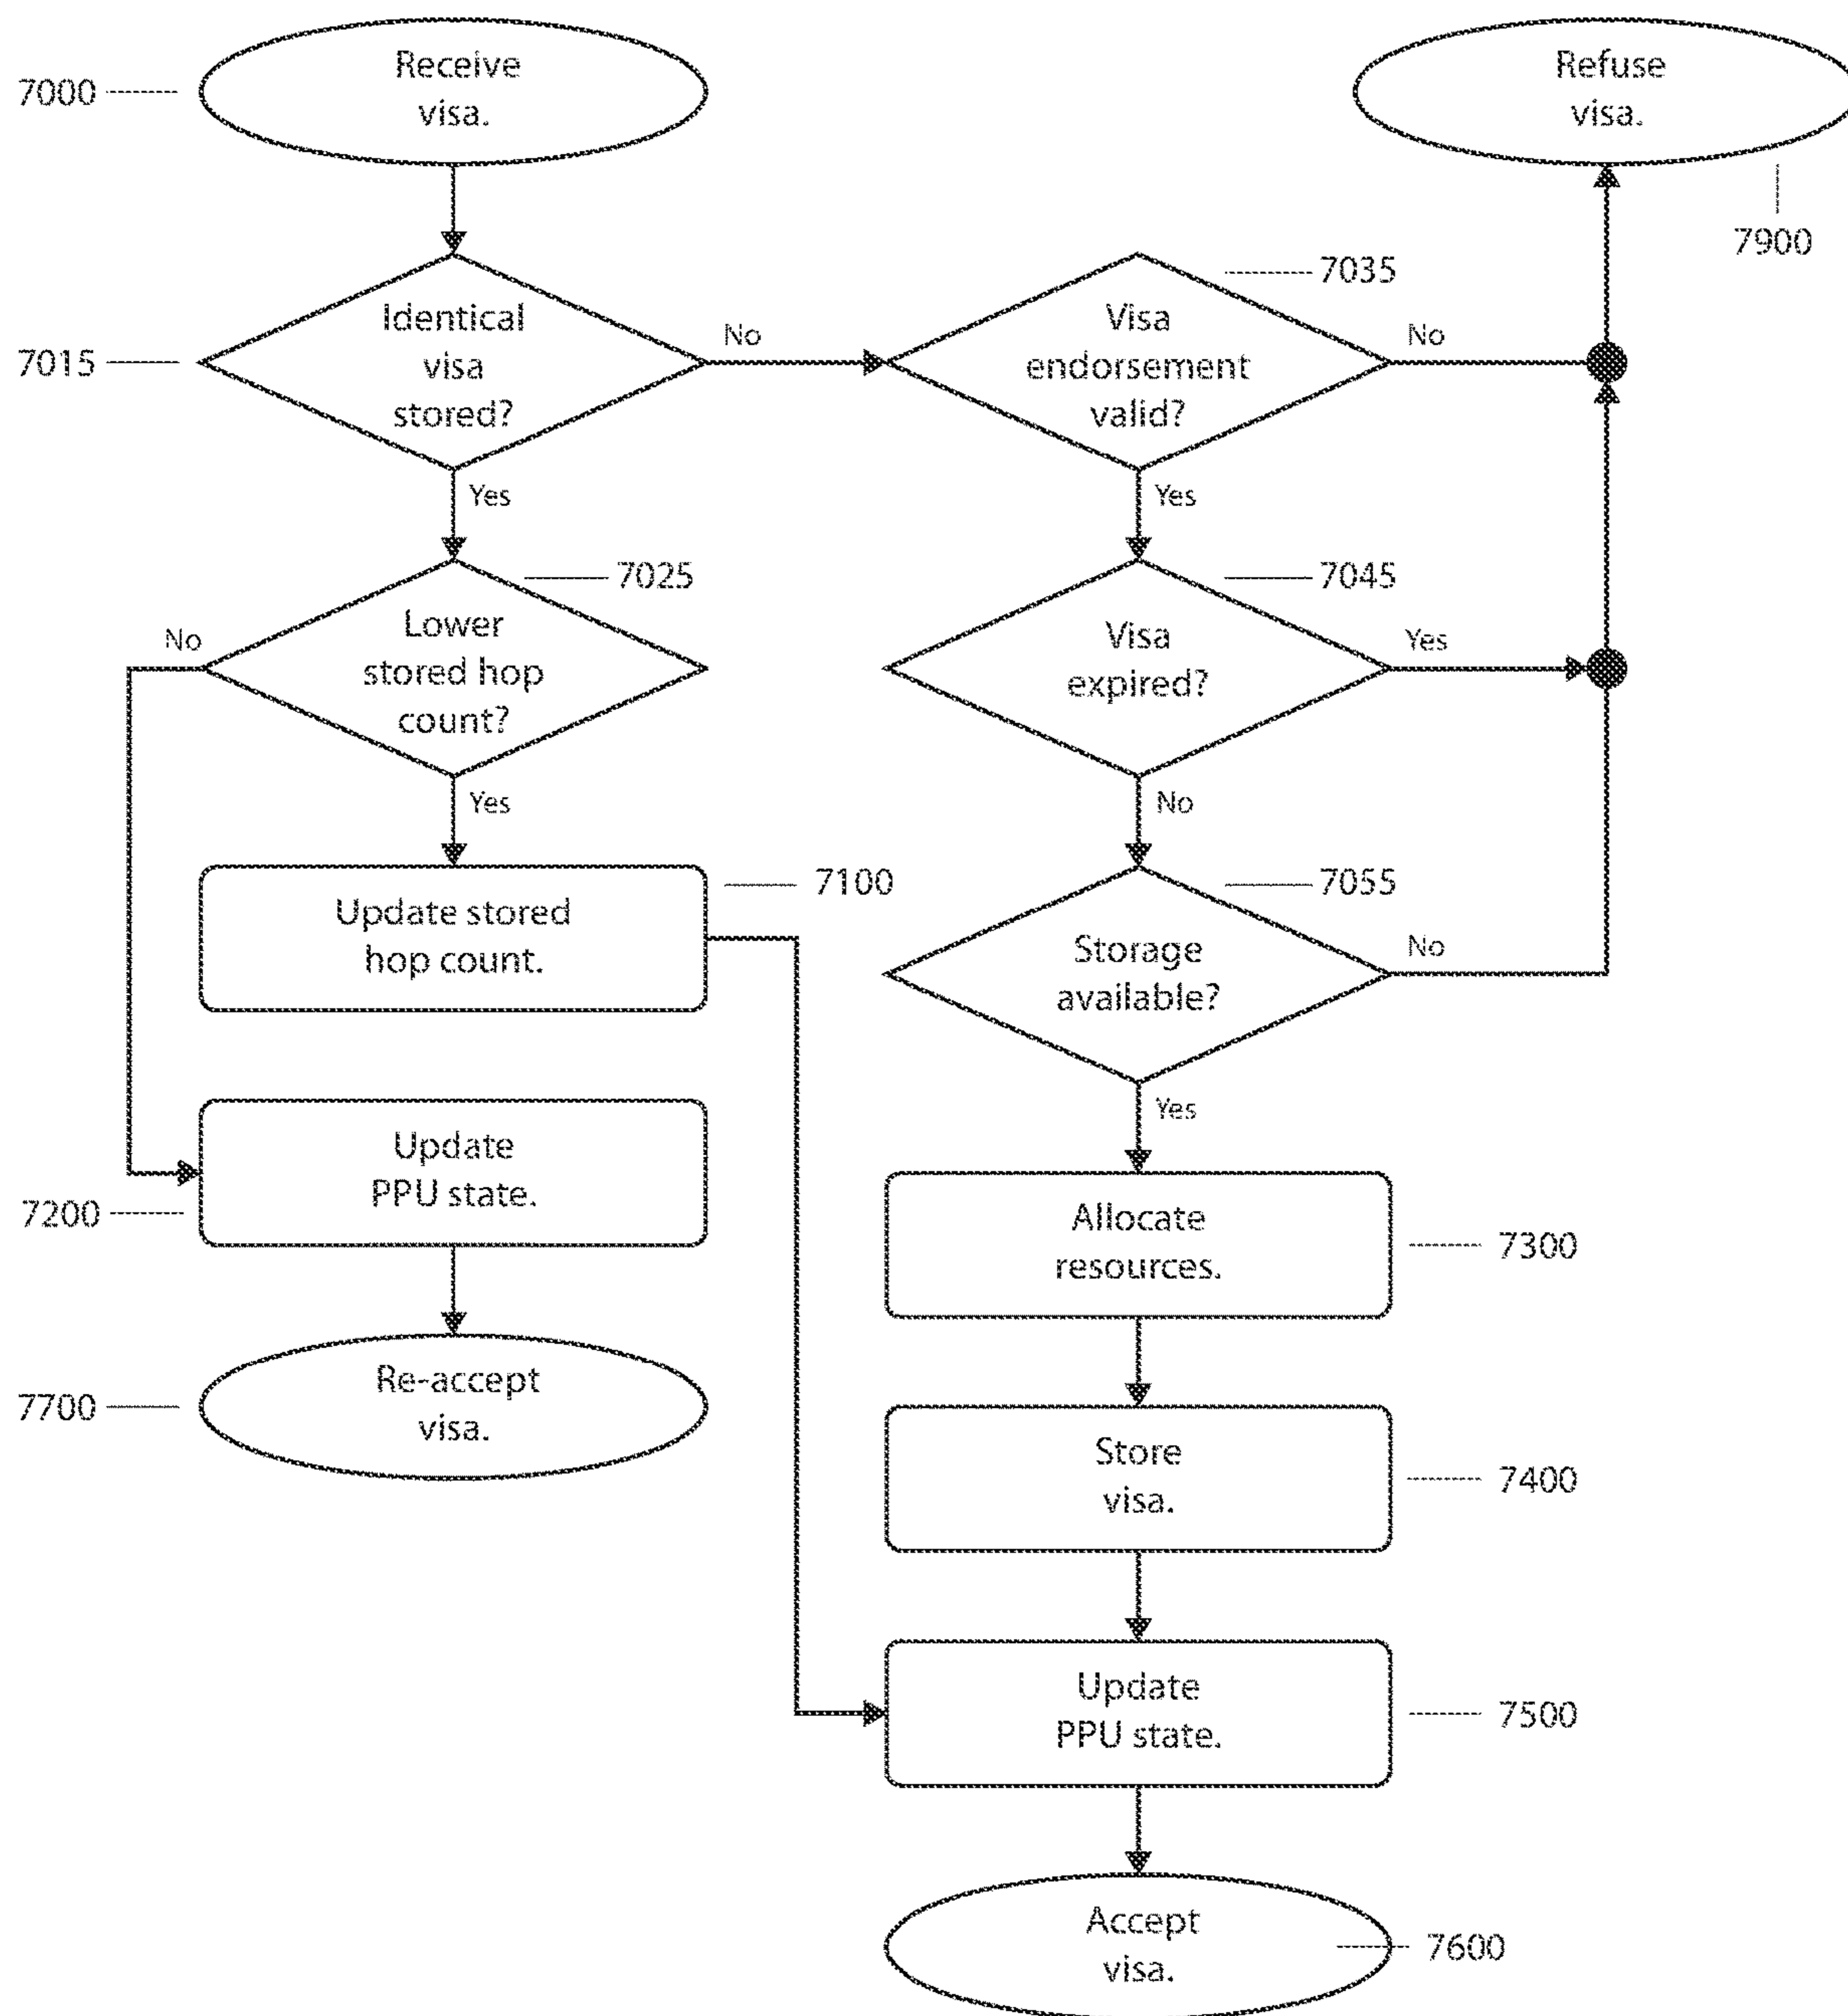 Receive
visa.
7000
Refuse
visa.
7900
Identical
visa
stored?
7015
No
Yes
Visa
endorsement
valid?
7035
No
Yes
Lower
stored hop
count?
7025
No
Yes
Visa
expired?
7045
Yes
No
Update stored
hop count.
7100
Storage
available?
7055
No
Yes
Update
PPU state.
7200
Allocate
resources.
7300
Re-accept
visa.
7700
Store
visa.
7400
Update
PPU state.
7500
Accept
visa.
7600